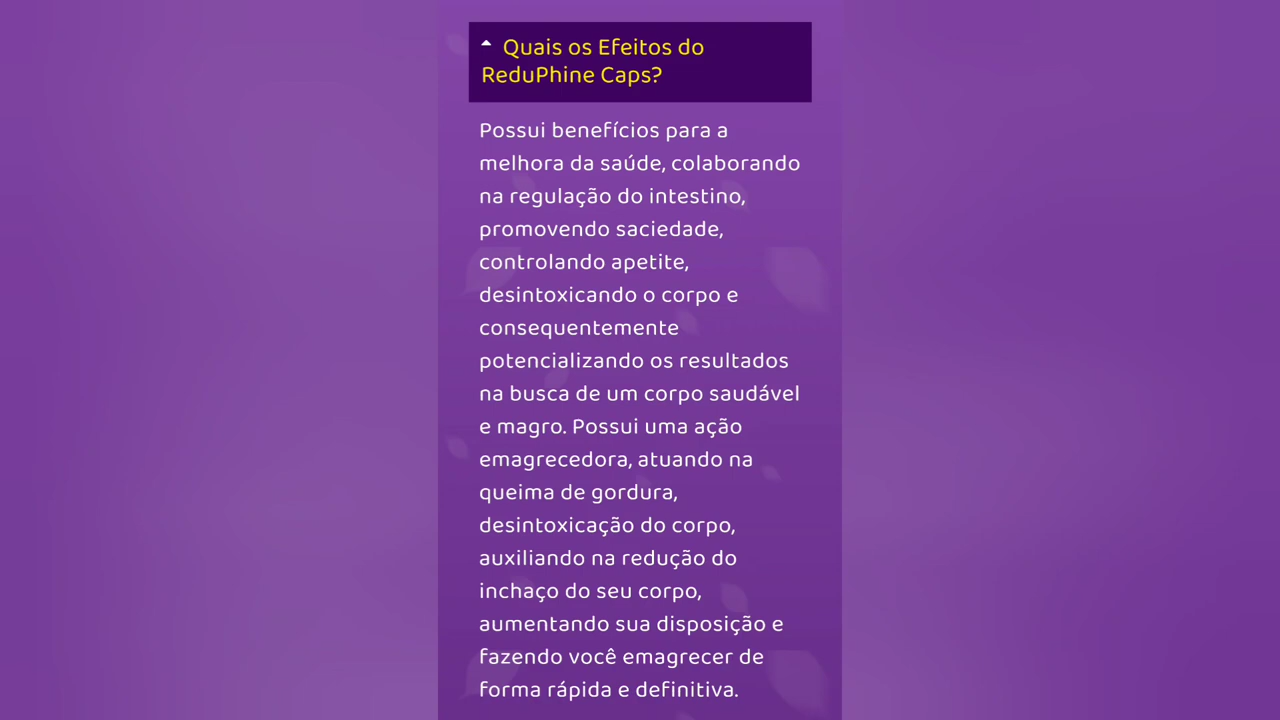 Quais os Efeitos do
ReduPhine Caps?
Possui benefícios para a
melhora da saúde, colaborando
na regulação do intestino,
promovendo saciedade,
controlando apetite,
desintoxicando o corpo e
consequentemente
potencializando os resultados
na busca de um corpo saudável
e magro. Possui uma ação
emagrecedora, atuando na
queima de gordura,
desintoxicação do corpo,
auxiliando na redução do
inchaço do seu corpo,
aumentando sua disposição e
fazendo você emagrecer de
forma rápida e definitiva.